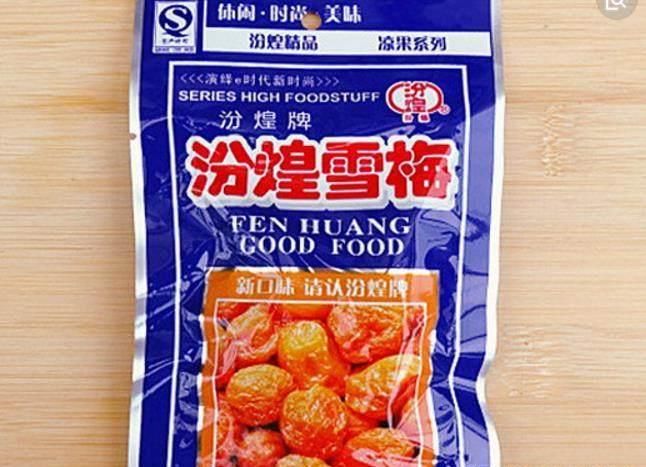 休闲·时尚·美味
汾煌精品 凉果系列
<<<演绎e时代新时尚>>>
SERIES HIGH FOODSTUFF
汾煌
汾煌牌
汾煌雪梅
FEN HUANG
GOOD FOOD
新口味 请认汾煌牌